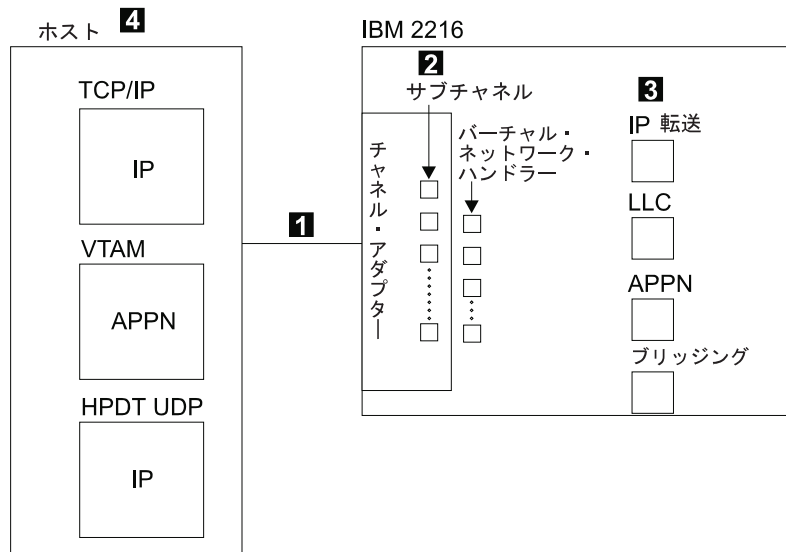 ホスト 4
TCP/IP
IP
VTAM
APPN
HPDT UDP
IP
1
IBM 2216
2
サブチャネル
チャネル・アダプター
バーチャル・
ネットワーク・
ハンドラー
3
IP 転送
LLC
APPN
ブリッジング